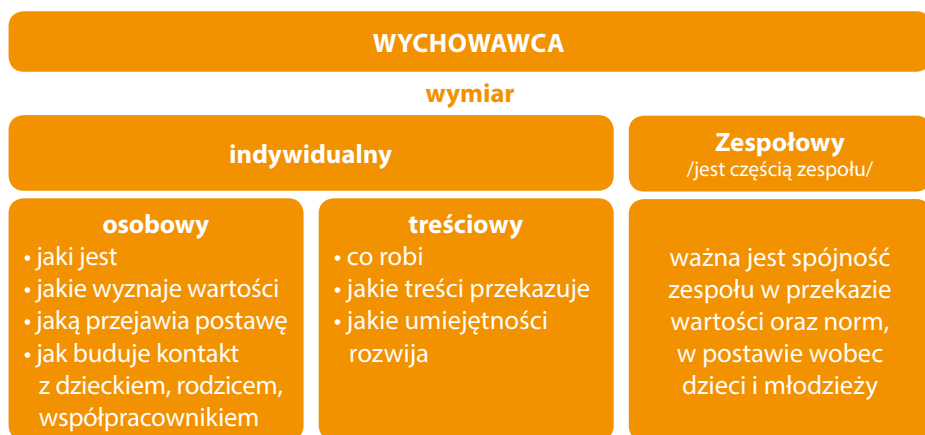 WYCHOWAWCA
wymiar
indywidualny
Zespołowy
/jest częścią zespołu/
osobowy
• jaki jest
• jakie wyznaje wartości
• jaką przejawia postawę
• jak buduje kontakt
z dzieckiem, rodzicem,
współpracownikiem
treściowy
• co robi
• jakie treści przekazuje
• jakie umiejętności
rozwija
ważna jest spójność
zespołu w przekazie
wartości oraz norm,
w postawie wobec
dzieci i młodzieży